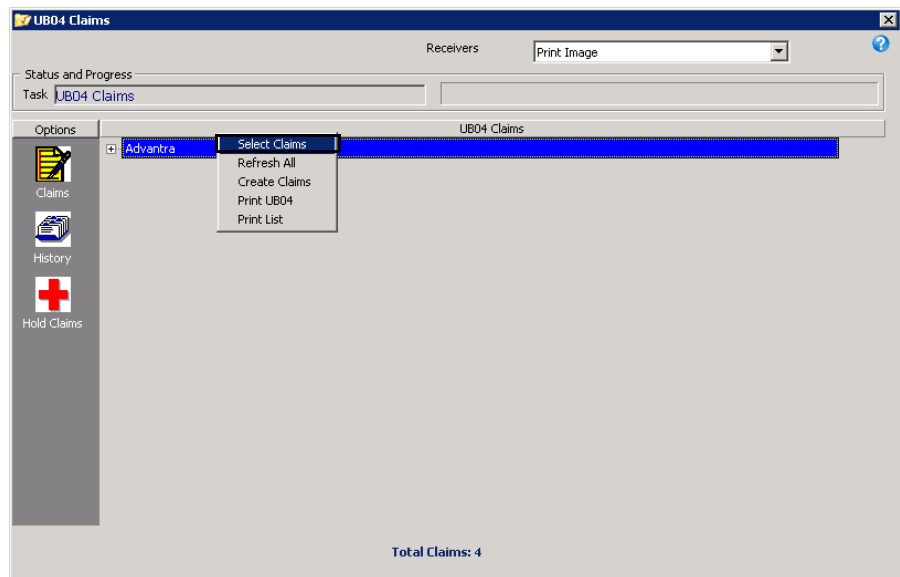 UB04 Claims
Receivers
Print Image
Status and Progress
Task UB04 Claims
Options
UB04 Claims
Advantra
Select Claims
Refresh All
Create Claims
Print UB04
Print List
Claims
History
Hold Claims
Total Claims: 4